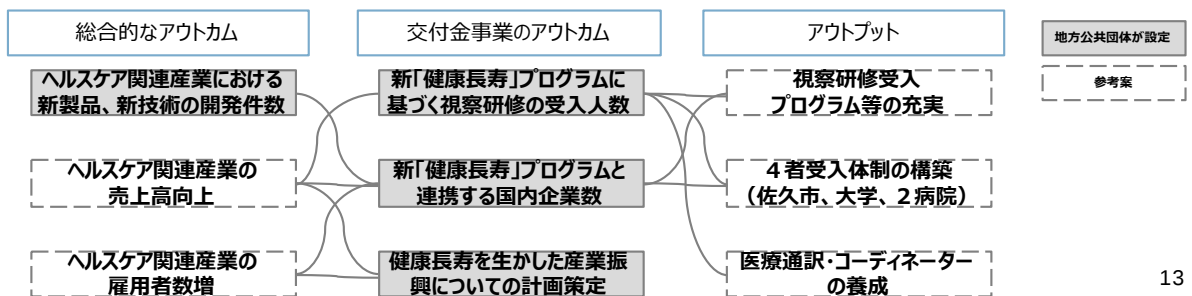 総合的なアウトカム
交付金事業のアウトカム
アウトプット
地方公共団体が設定
参考案
ヘルスケア関連産業における
新製品、新技術の開発件数
新「健康長寿」プログラムに
基づく視察研修の受入人数
視察研修受入
プログラム等の充実
ヘルスケア関連産業の
売上高向上
新「健康長寿」プログラムと
連携する国内企業数
４者受入体制の構築
（佐久市、大学、２病院）
ヘルスケア関連産業の
雇用者数増
健康長寿を生かした産業振
興についての計画策定
医療通訳・コーディネーター
の養成
13